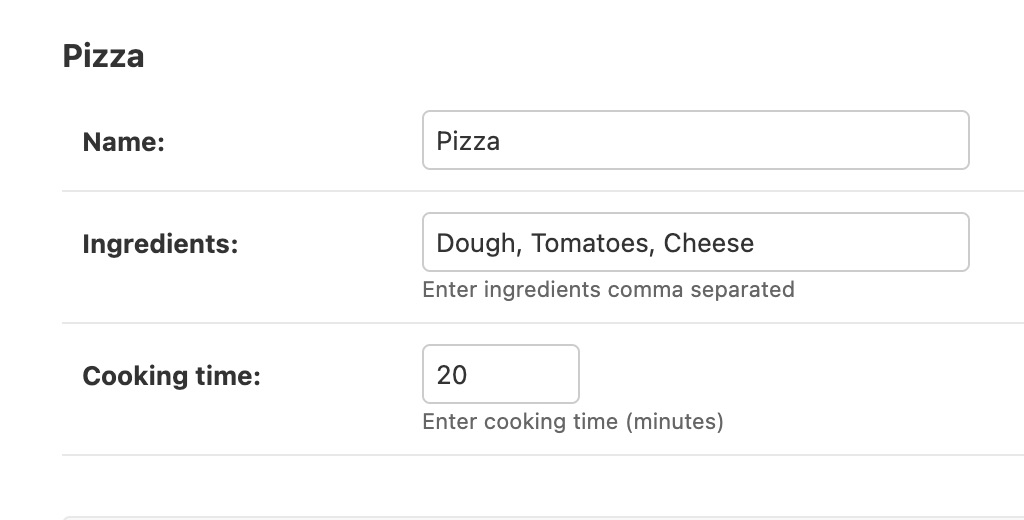 Pizza
Name:
Pizza
Ingredients:
Dough, Tomatoes, Cheese
Enter ingredients comma separated
Cooking time:
20
Enter cooking time (minutes)